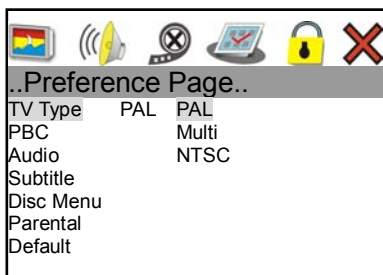 ..Preference Page..
TV Type PAL PAL
PBC Multi
Audio NTSC
Subtitle
Disc Menu
Parental
Default